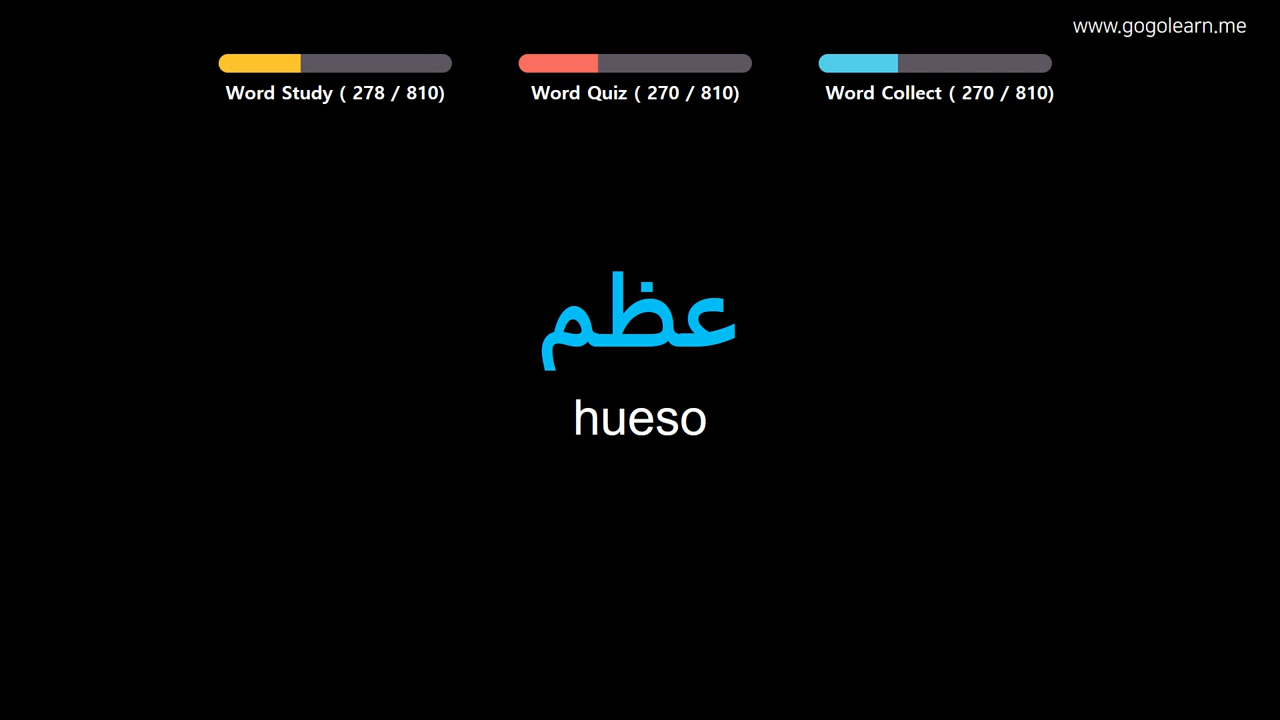 www.gogolearn.me
Word Study ( 278 / 810)
Word Quiz ( 270 / 810)
Word Collect ( 270 / 810)
عظم
hueso